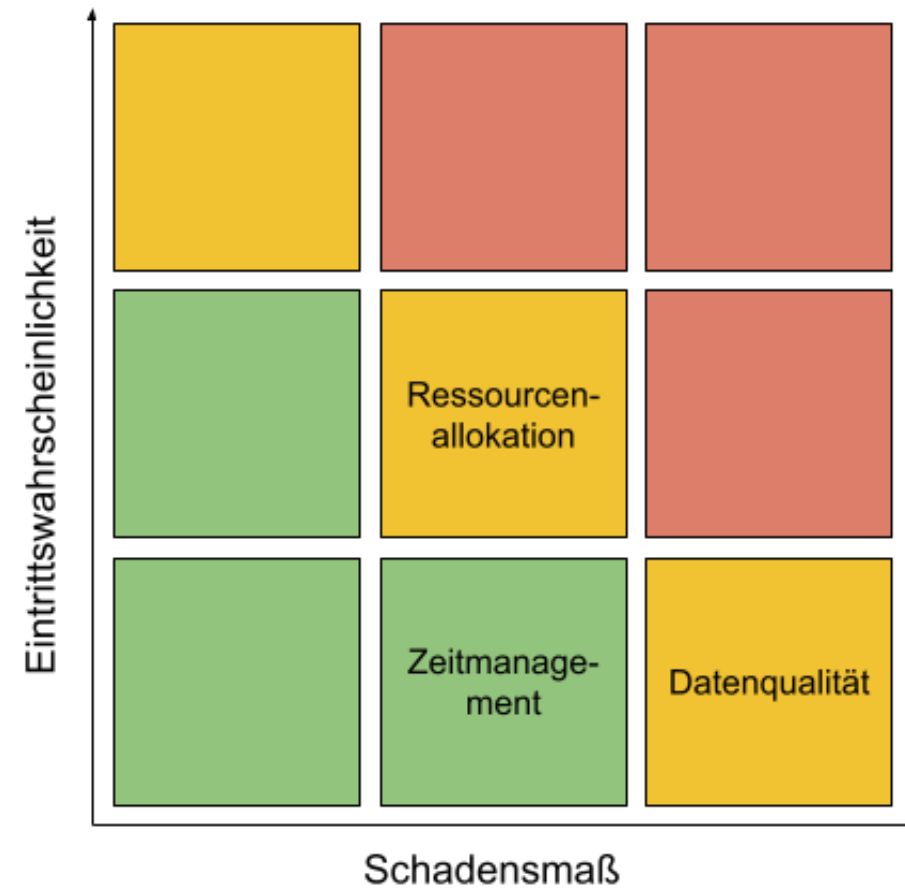 Eintrittswahrscheinlichkeit
Ressourcen-
allokation
Zeitmanage-
ment
Datenqualität
Schadensmaß